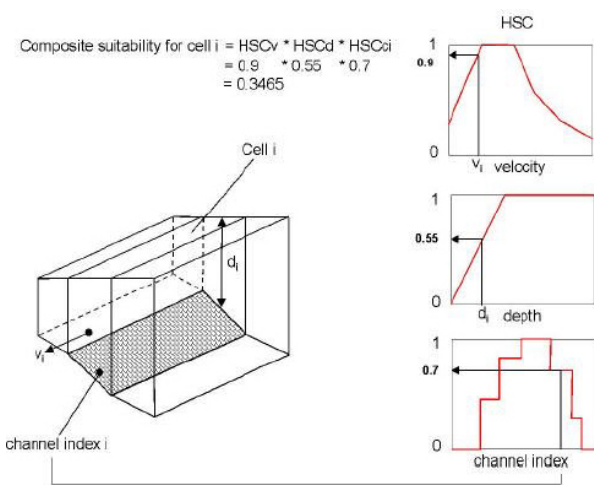 HSC
Composite suitability for cell i = HSCv * HSCd * HSCci
= 0.9 * 0.55 * 0.7
= 0.3465
1
0.9
0
vi velocity
Cell i
di
vi
channel index i
1
0.55
0
di depth
1
0.7
0
channel index